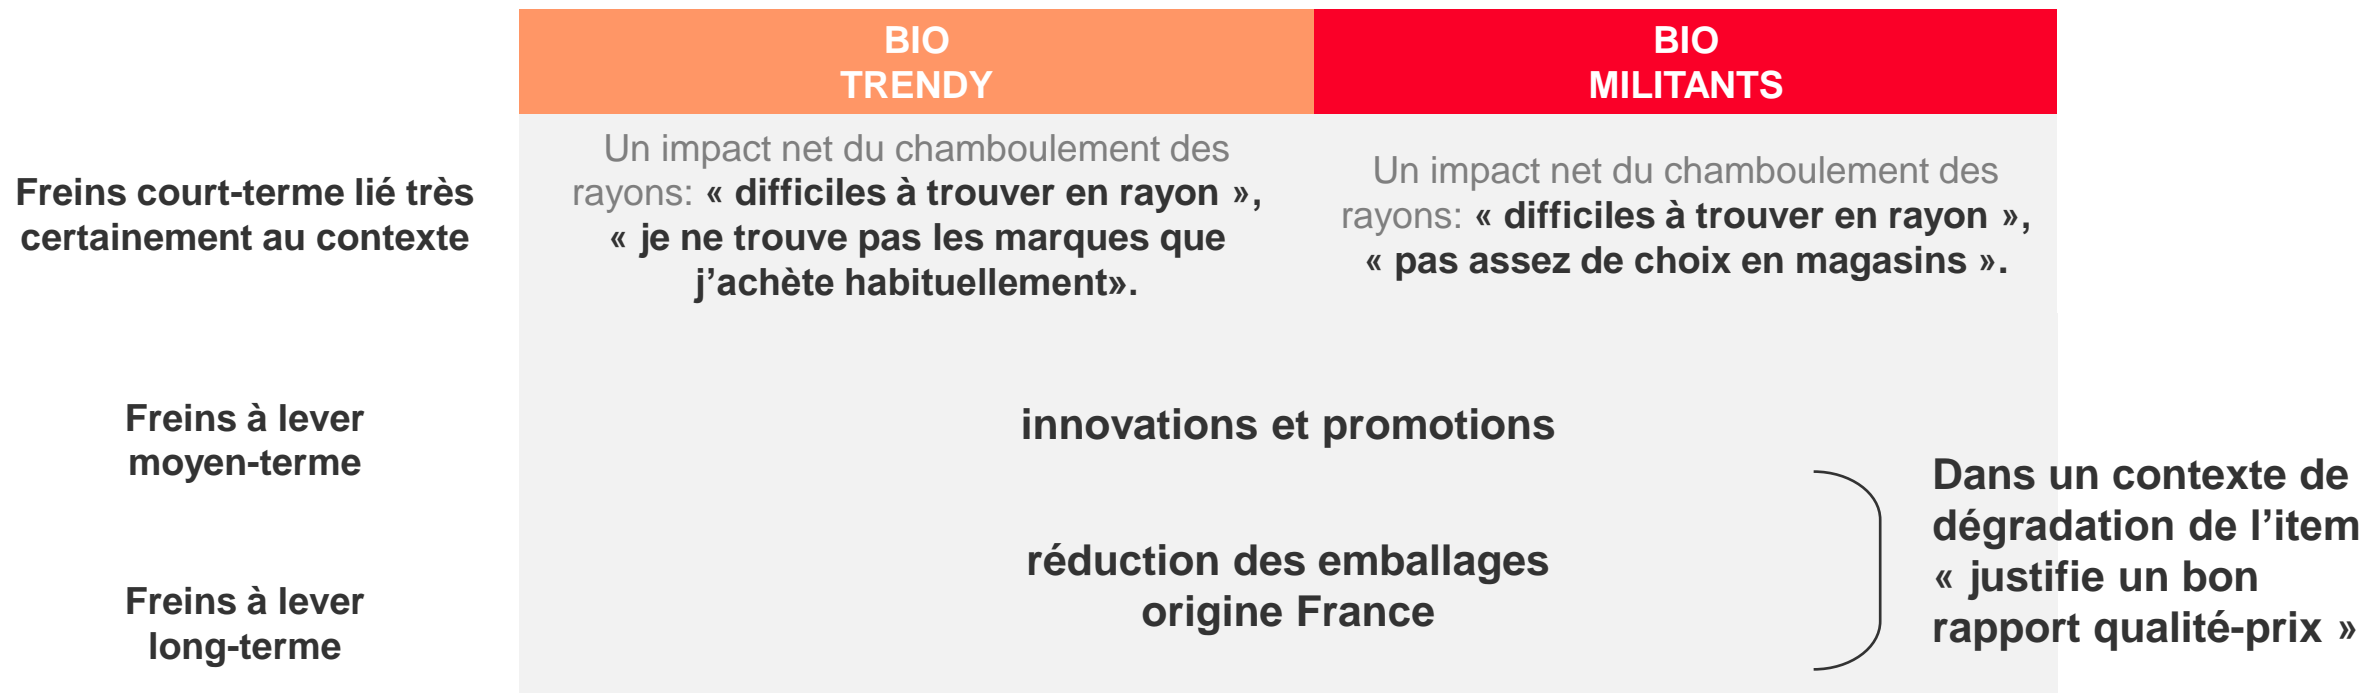 BIO
TRENDY
BIO
MILITANTS
Freins court-terme lié très
certainement au contexte
Un impact net du chamboulement des
rayons: « difficiles à trouver en rayon »,
« je ne trouve pas les marques que
j’achète habituellement».
Un impact net du chamboulement des
rayons: « difficiles à trouver en rayon »,
« pas assez de choix en magasins ».
Freins à lever
moyen-terme
innovations et promotions
Freins à lever
long-terme
réduction des emballages
origine France
Dans un contexte de
dégradation de l’item
« justifie un bon
rapport qualité-prix »